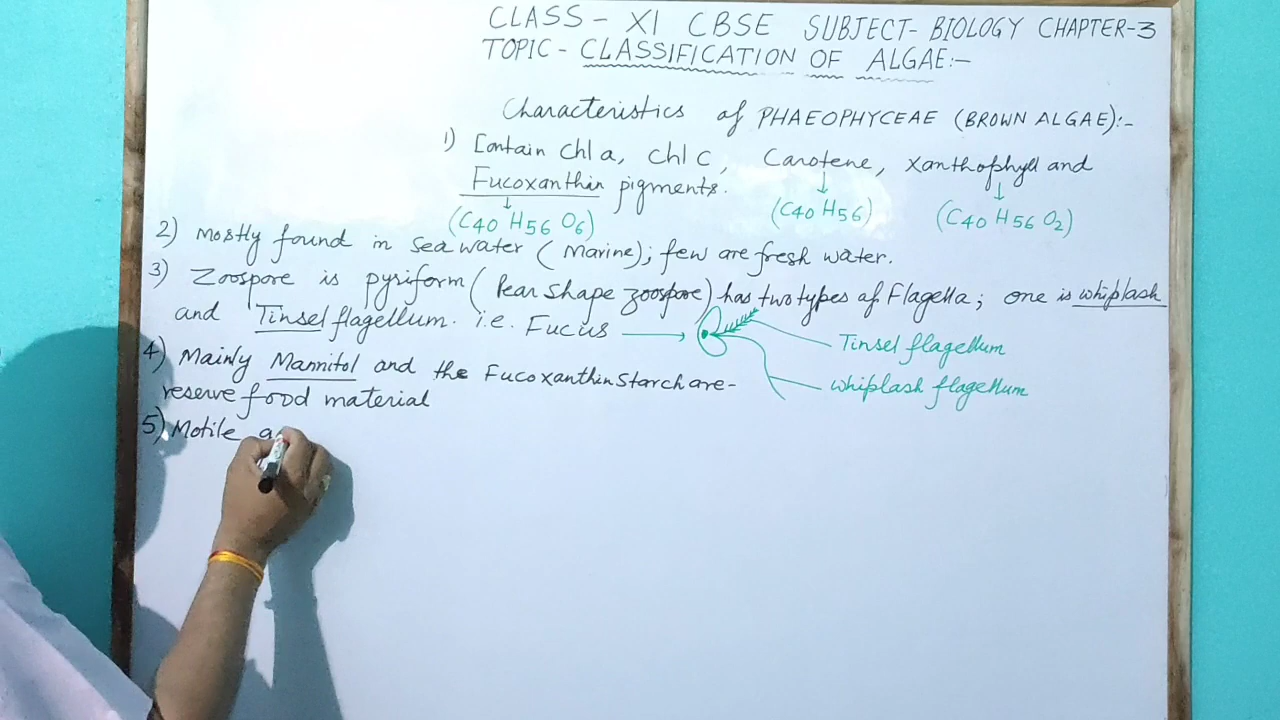 CLASS - XI CBSE SUBJECT- BIOLOGY CHAPTER-3
TOPIC - CLASSIFICATION OF ALGAE:-
Characteristics of PHAEOPHYCEAE (BROWN ALGAE):-
1) Contain chl a, chl c, Carotene, Xanthophyll and
Fucoxanthin pigments.
(C40 H56 O6) (C40 H56) (C40 H56 O2)
2) Mostly found in sea water (Marine); few are fresh water.
3) Zoospore is pyriform (Pear shape zoospore) has two types of Flagella; one is whiplash
and Tinsel flagellum. i.e. Fucus
Tinsel flagellum
whiplash flagellum
4) Mainly Mannitol and the Fucoxanthin starch are-
reserve food material
5) Motile